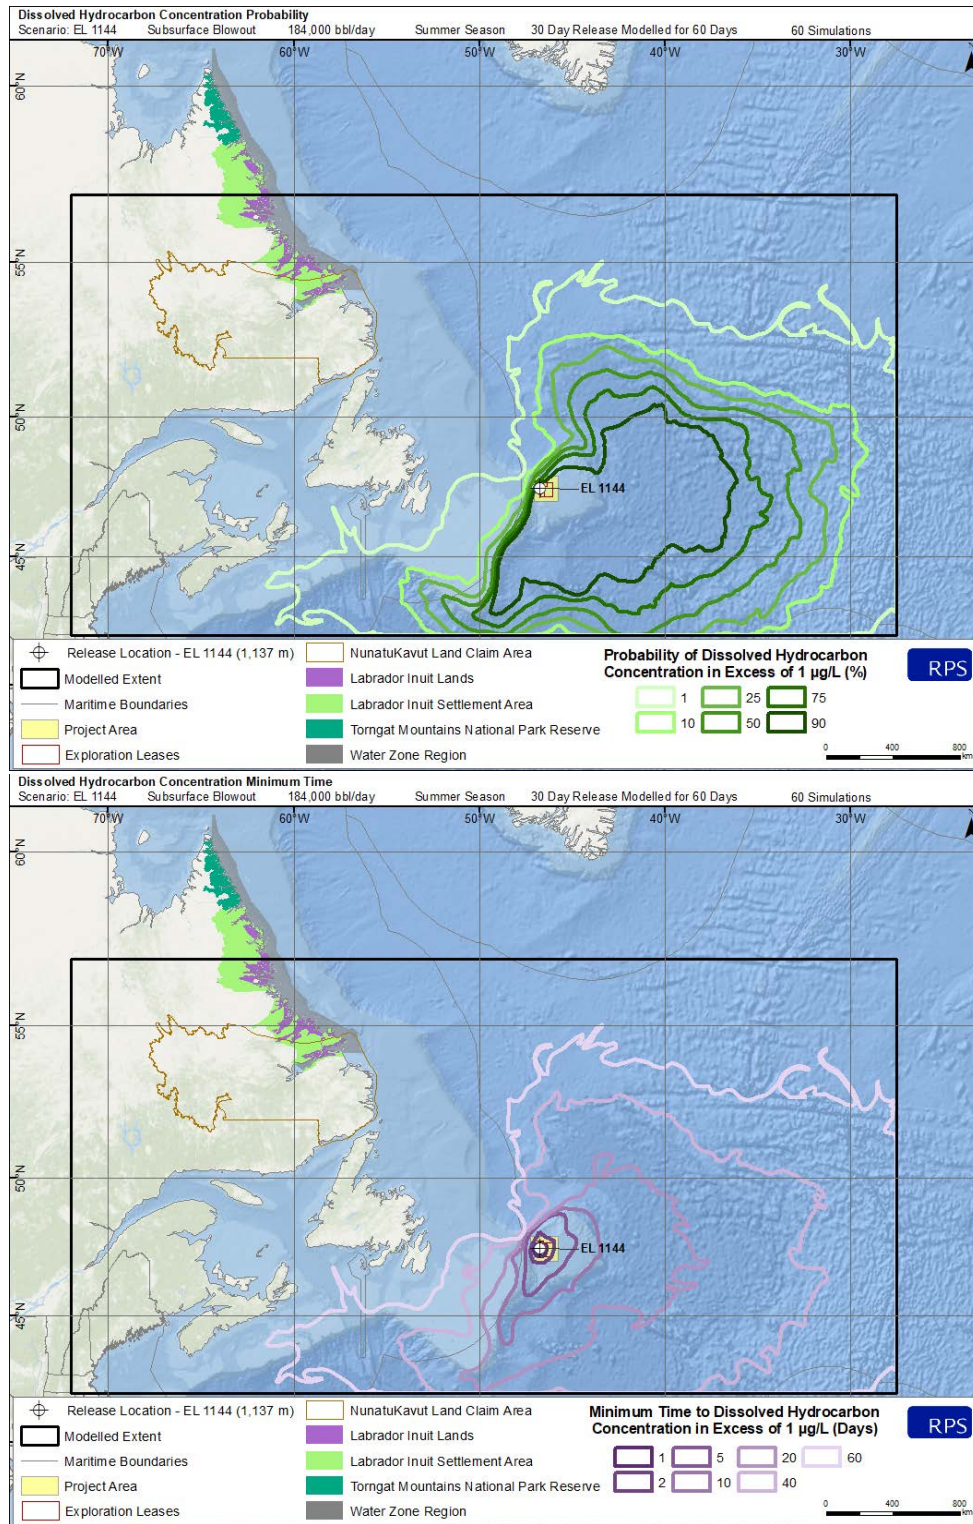 Dissolved Hydrocarbon Concentration Probability
Scenario: EL 1144 Subsurface Blowout 184,000 bbl/day Summer Season 30 Day Release Modelled for 60 Days 60 Simulations
70°W 60°W 50°W 40°W 30°W
60°N
55°N
50°N
EL 1144
45°N
Release Location - EL 1144 (1,137 m)
Modelled Extent
Maritime Boundaries
Project Area
Exploration Leases
NunatuKavut Land Claim Area
Labrador Inuit Lands
Labrador Inuit Settlement Area
Torngat Mountains National Park Reserve
Water Zone Region
Probability of Dissolved Hydrocarbon
Concentration in Excess of 1 µg/L (%)
1 25 75
10 50 90
RPS
0 400 800
km
Dissolved Hydrocarbon Concentration Minimum Time
Scenario: EL 1144 Subsurface Blowout 184,000 bbl/day Summer Season 30 Day Release Modelled for 60 Days 60 Simulations
70°W 60°W 50°W 40°W 30°W
60°N
55°N
50°N
EL 1144
45°N
Release Location - EL 1144 (1,137 m)
Modelled Extent
Maritime Boundaries
Project Area
Exploration Leases
NunatuKavut Land Claim Area
Labrador Inuit Lands
Labrador Inuit Settlement Area
Torngat Mountains National Park Reserve
Water Zone Region
Minimum Time to Dissolved Hydrocarbon
Concentration in Excess of 1 µg/L (Days)
1 5 20 60
2 10 40
RPS
0 400 800
km